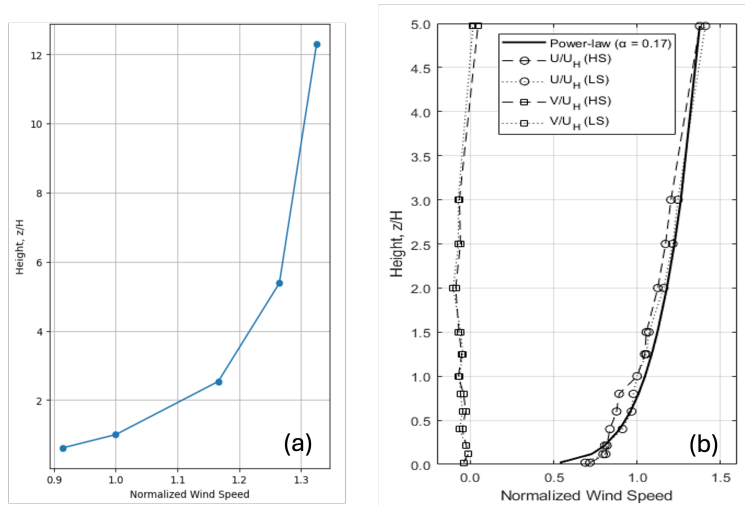 12
10
8
6
4
2
Height, z/H
0.9 1.0 1.1 1.2 1.3
Normalized Wind Speed
(a)
5.0
4.5
4.0
3.5
3.0
2.5
2.0
1.5
1.0
0.5
0.0
Height, z/H
Power-law (α = 0.17)
U/U_H (HS)
U/U_H (LS)
V/U_H (HS)
V/U_H (LS)
(b)
0.0 0.5 1.0 1.5
Normalized Wind Speed